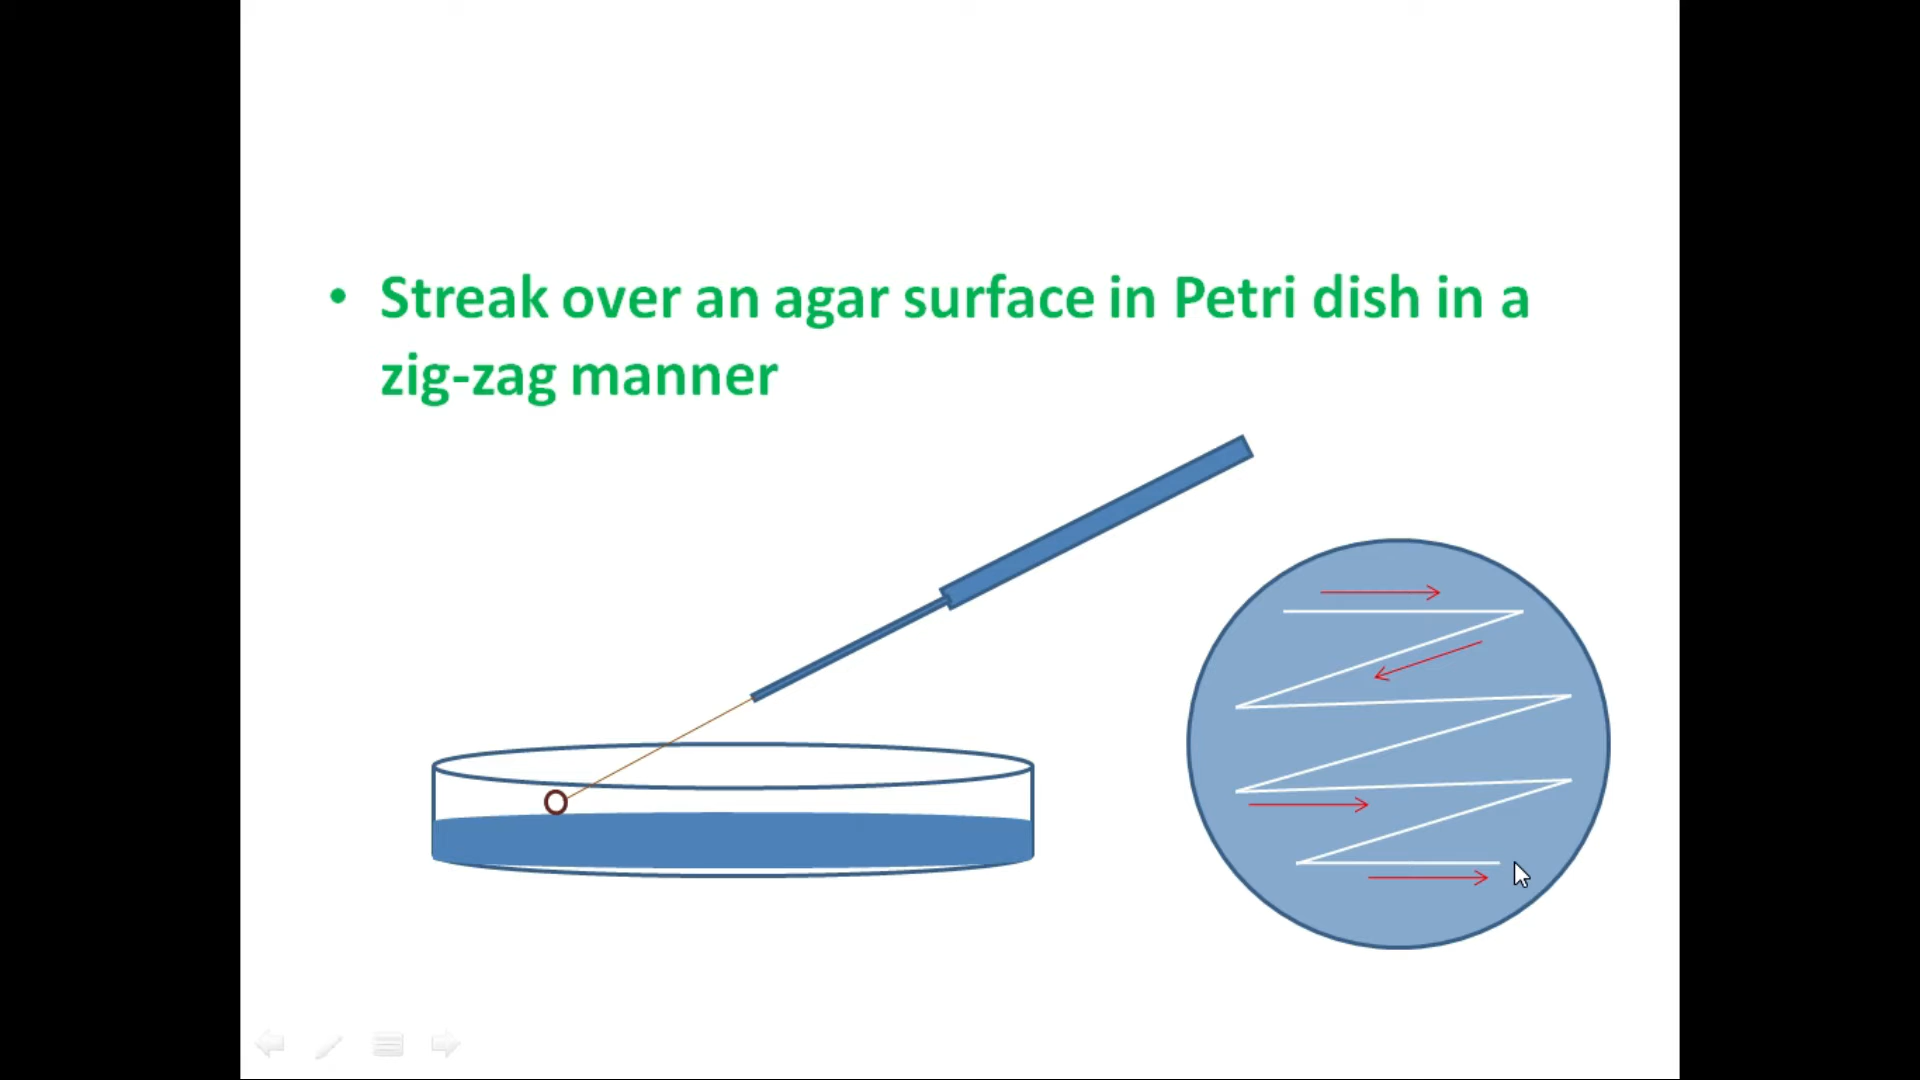 • Streak over an agar surface in Petri dish in a
zig-zag manner